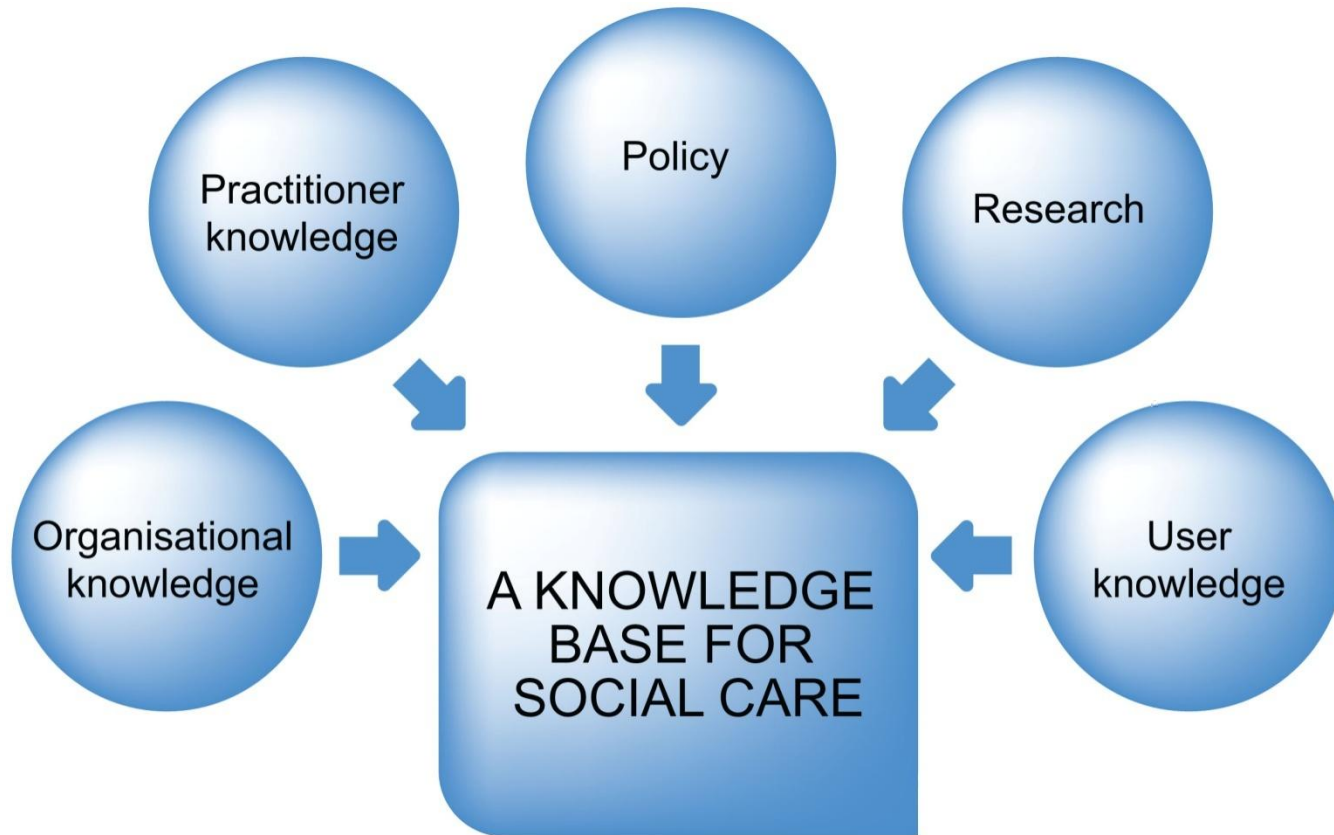 Policy
Practitioner
knowledge
Research
Organisational
knowledge
User
knowledge
A KNOWLEDGE
BASE FOR
SOCIAL CARE